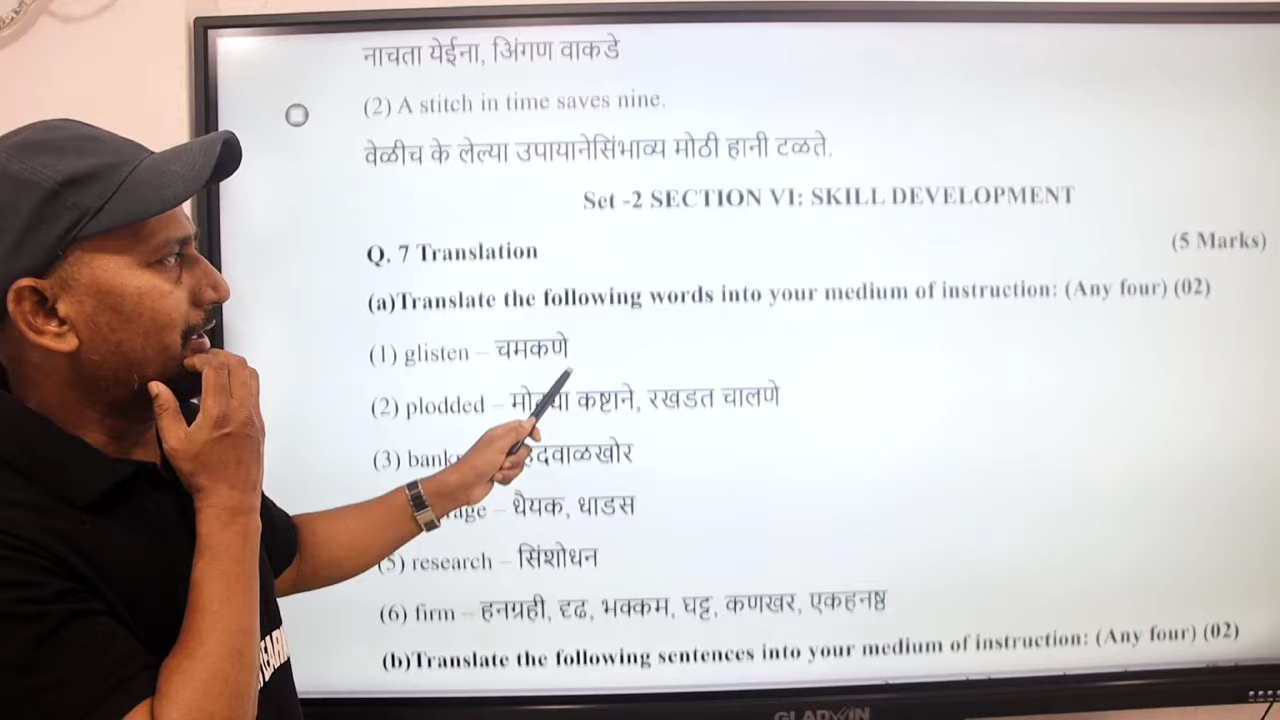 नाचता येईना, अिंगण वाकडे
(2) A stitch in time saves nine.
वेळीच के लेल्या उपायानेसिंभाव्य मोठी हानी टळते.
Set -2 SECTION VI: SKILL DEVELOPMENT
(5 Marks)
Q. 7 Translation
(a)Translate the following words into your medium of instruction: (Any four) (02)
(1) glisten – चमकणे
(2) plodded – कष्टाने, रखडत चालणे
(3)
– धैयक, धाडस
(5) research – सिंशोधन
(6) firm – हनग्रही, दृढ, भक्कम, घट्ट, कणखर, एकहनष्ठ
(b)Translate the following sentences into your medium of instruction: (Any four) (02)